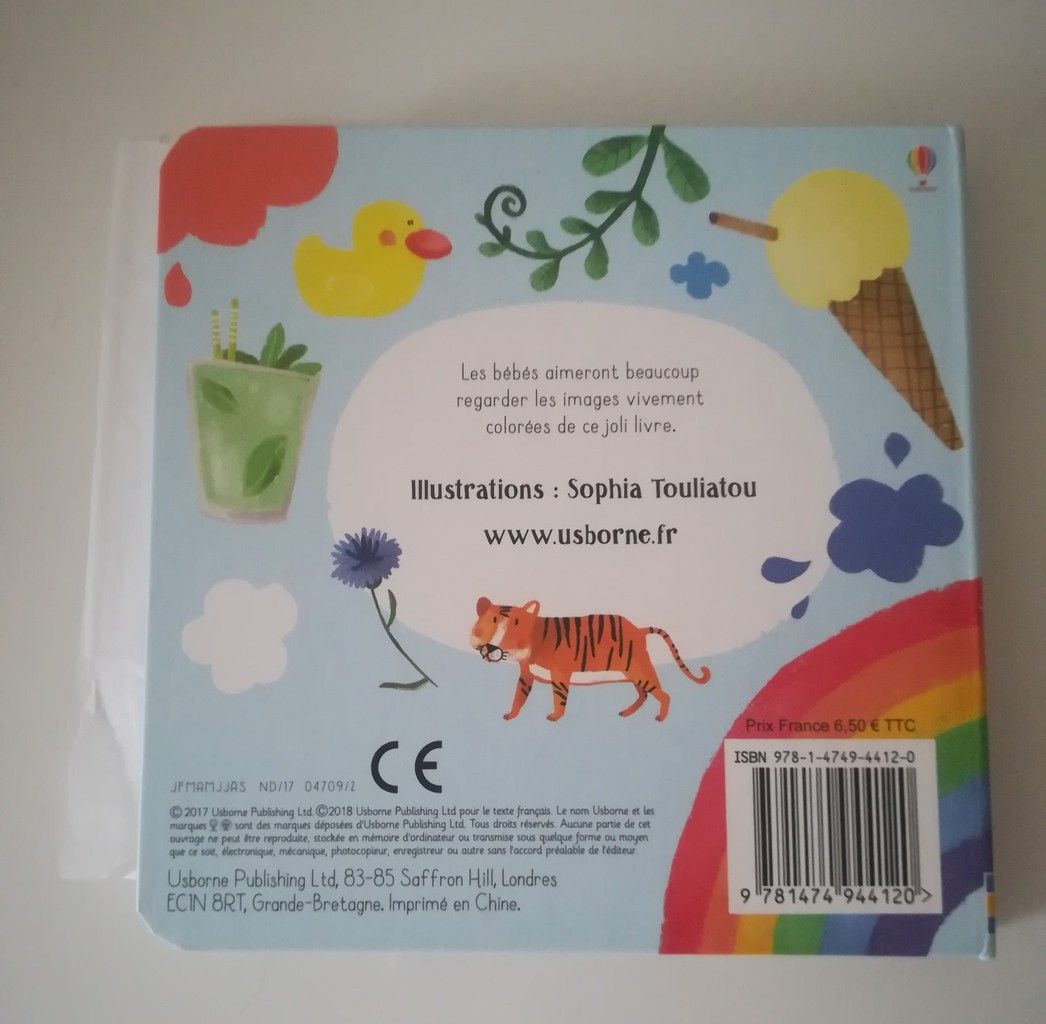 Les bébés aimeront beaucoup
regarder les images vivement
colorées de ce joli livre.
Illustrations : Sophia Touliatou
www.usborne.fr
Prix France 6,50 € TTC
ISBN 978-1-4749-4412-0
9 781474 944120 >
CE
JFMAMJJAS ND/17 04709/2
© 2017 Usborne Publishing Ltd ©2018 Usborne Publishing Ltd pour le texte français. Le nom Usborne et les
marques sont des marques déposées d'Usborne Publishing Ltd. Tous droits réservés. Aucune partie de cet
ouvrage ne peut être reproduite, stockée en mémoire d'ordinateur ou transmise sous quelque forme ou moyen
que ce soit, électronique, mécanique, photocopieur, enregistreur ou autre sans l'accord préalable de l'éditeur.
Usborne Publishing Ltd, 83-85 Saffron Hill, Londres
EC1N 8RT, Grande-Bretagne. Imprimé en Chine.